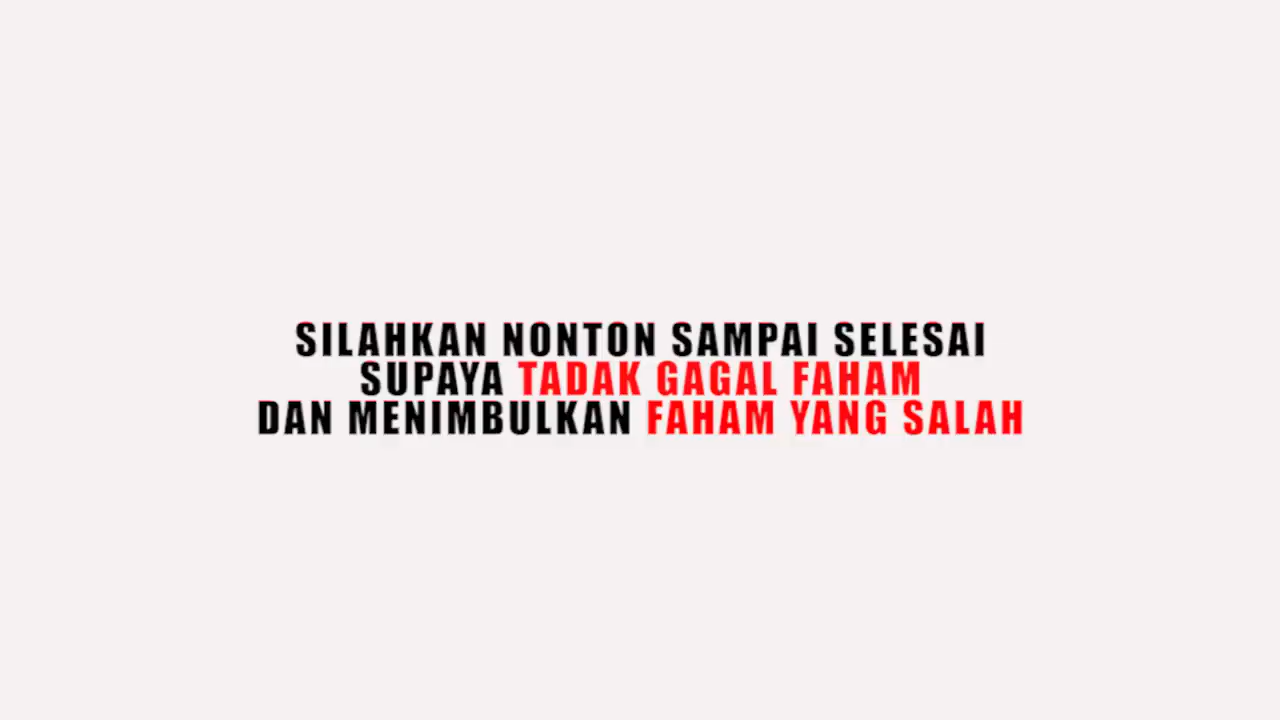 SILAHKAN NONTON SAMPAI SELESAI
SUPAYA TADAK GAGAL FAHAM
DAN MENIMBULKAN FAHAM YANG SALAH